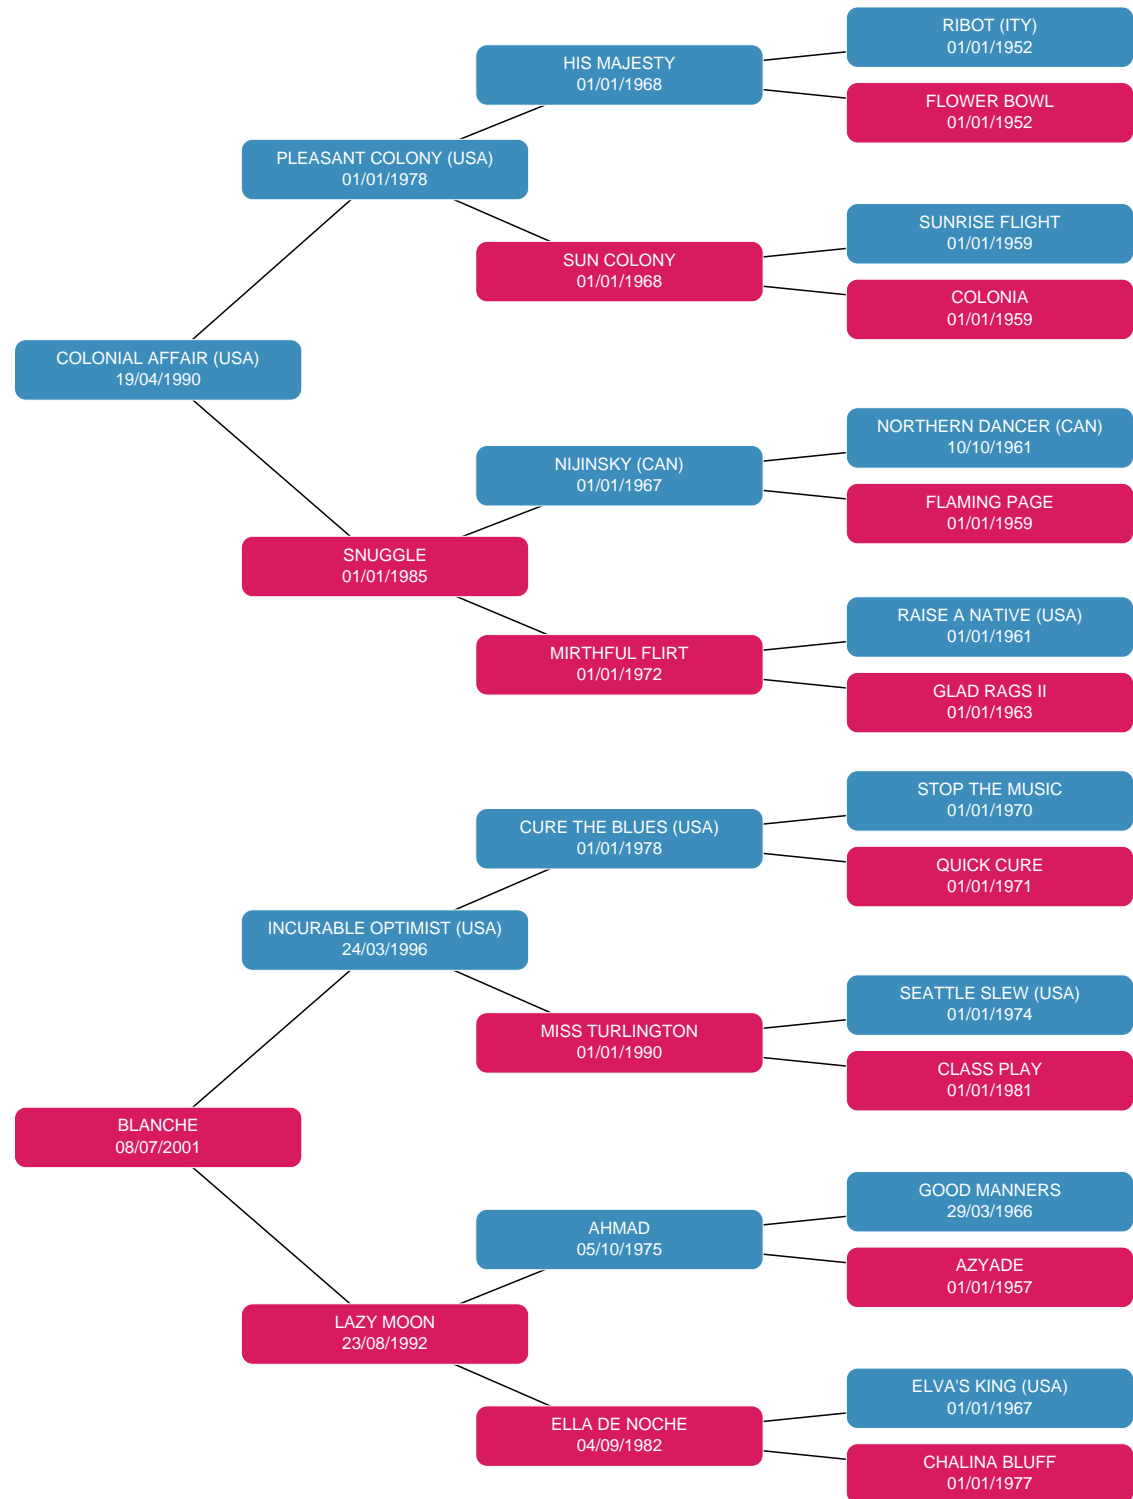 RIBOT (ITY)
01/01/1952
HIS MAJESTY
01/01/1968
FLOWER BOWL
01/01/1952
PLEASANT COLONY (USA)
01/01/1978
SUNRISE FLIGHT
01/01/1959
SUN COLONY
01/01/1968
COLONIA
01/01/1959
COLONIAL AFFAIR (USA)
19/04/1990
NORTHERN DANCER (CAN)
10/10/1961
NIJINSKY (CAN)
01/01/1967
FLAMING PAGE
01/01/1959
SNUGGLE
01/01/1985
RAISE A NATIVE (USA)
01/01/1961
MIRTHFUL FLIRT
01/01/1972
GLAD RAGS II
01/01/1963
STOP THE MUSIC
01/01/1970
CURE THE BLUES (USA)
01/01/1978
QUICK CURE
01/01/1971
INCURABLE OPTIMIST (USA)
24/03/1996
SEATTLE SLEW (USA)
01/01/1974
MISS TURLINGTON
01/01/1990
CLASS PLAY
01/01/1981
BLANCHE
08/07/2001
GOOD MANNERS
29/03/1966
AHMAD
05/10/1975
AZYADE
01/01/1957
LAZY MOON
23/08/1992
ELVA'S KING (USA)
01/01/1967
ELLA DE NOCHE
04/09/1982
CHALINA BLUFF
01/01/1977